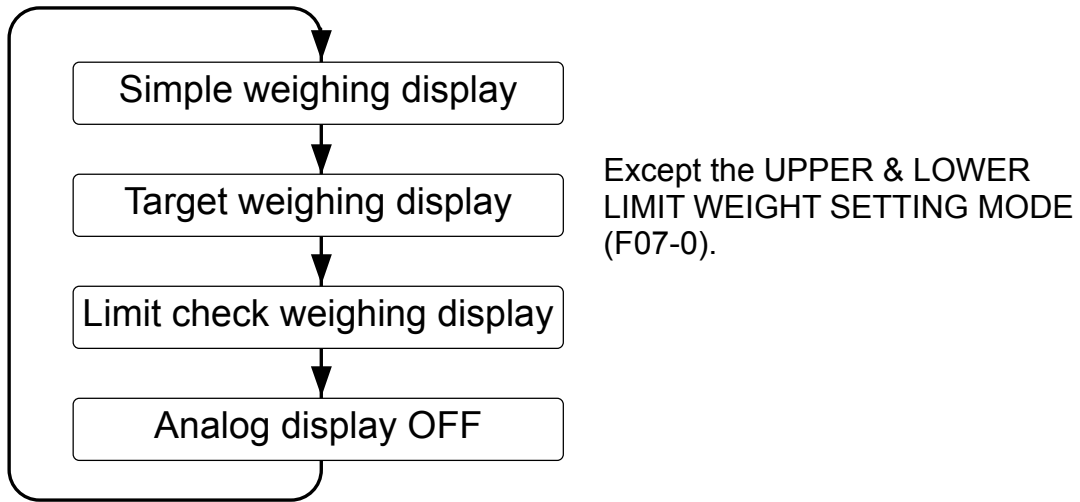 Simple weighing display
Target weighing display
Except the UPPER & LOWER
LIMIT WEIGHT SETTING MODE
(F07-0).
Limit check weighing display
Analog display OFF